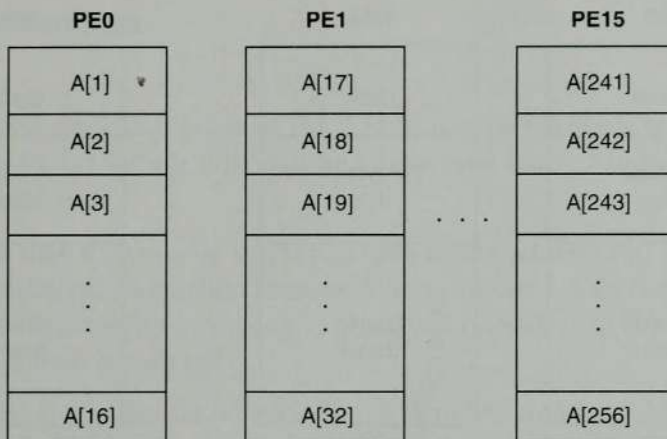 PE0 PE1 PE15
A[1] A[17] A[241]
A[2] A[18] A[242]
A[3] A[19] A[243]
. . .
A[16] A[32] A[256]